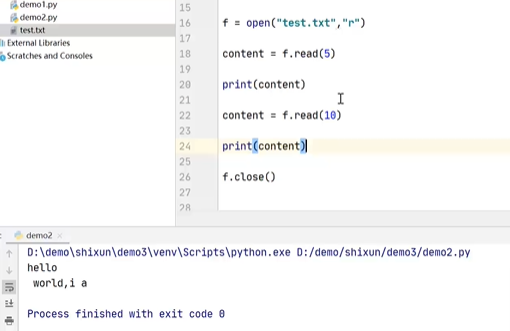 demo1.py
demo2.py
test.txt
External Libraries
Scratches and Consoles
15
16 f = open("test.txt","r")
17
18 content = f.read(5)
19
20 print(content)
21
22 content = f.read(10)
23
24 print(content)
25
26 f.close()
27
28
demo2
D:\demo\shixun\demo3\venv\Scripts\python.exe D:/demo/shixun/demo3/demo2.py
hello
 world,i a
Process finished with exit code 0